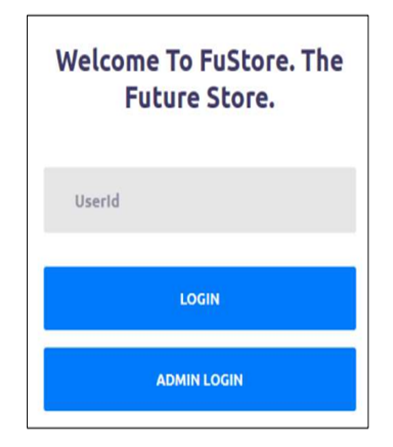 Welcome To FuStore. The
Future Store.
UserId
LOGIN
ADMIN LOGIN